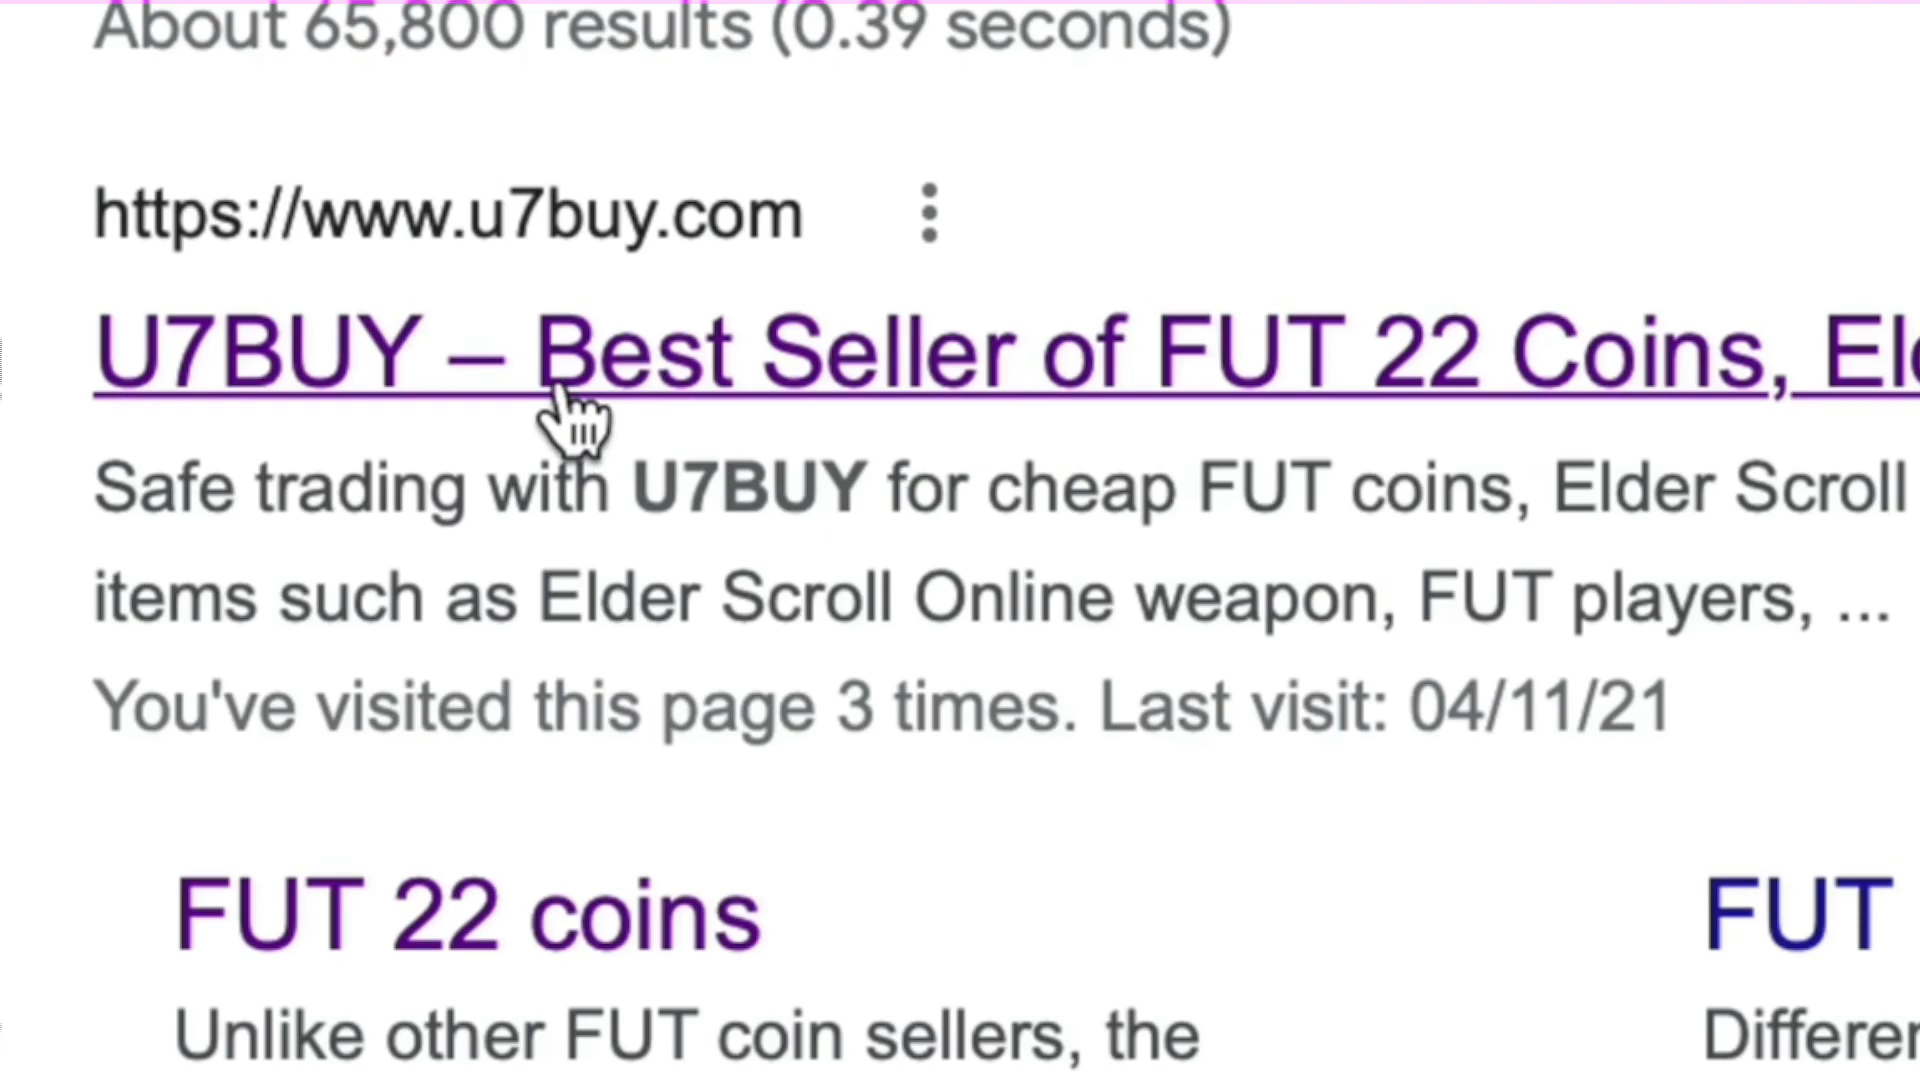 About 65,800 results (0.39 seconds)
https://www.u7buy.com
U7BUY – Best Seller of FUT 22 Coins,
Safe trading with U7BUY for cheap FUT coins, Elder Scroll
items such as Elder Scroll Online weapon, FUT players, ...
You've visited this page 3 times. Last visit: 04/11/21
FUT 22 coins
FUT
Unlike other FUT coin sellers, the